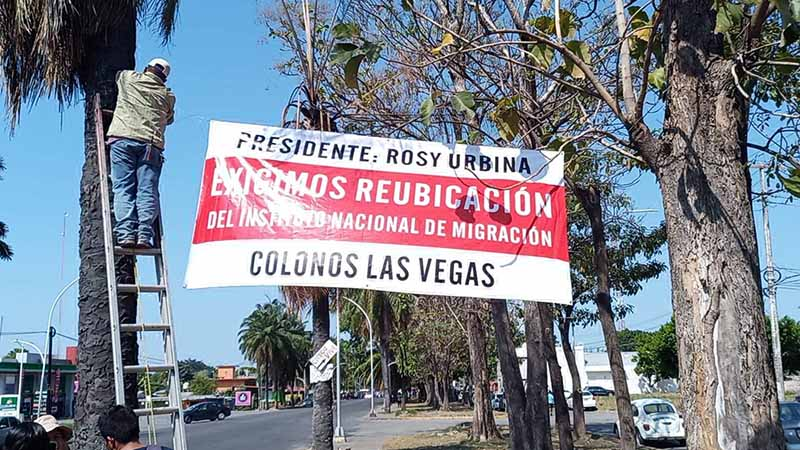 PRESIDENTE: ROSY URBINA
EXIGIMOS REUBICACIÓN
DEL INSTITUTO NACIONAL DE MIGRACIÓN
COLONOS LAS VEGAS